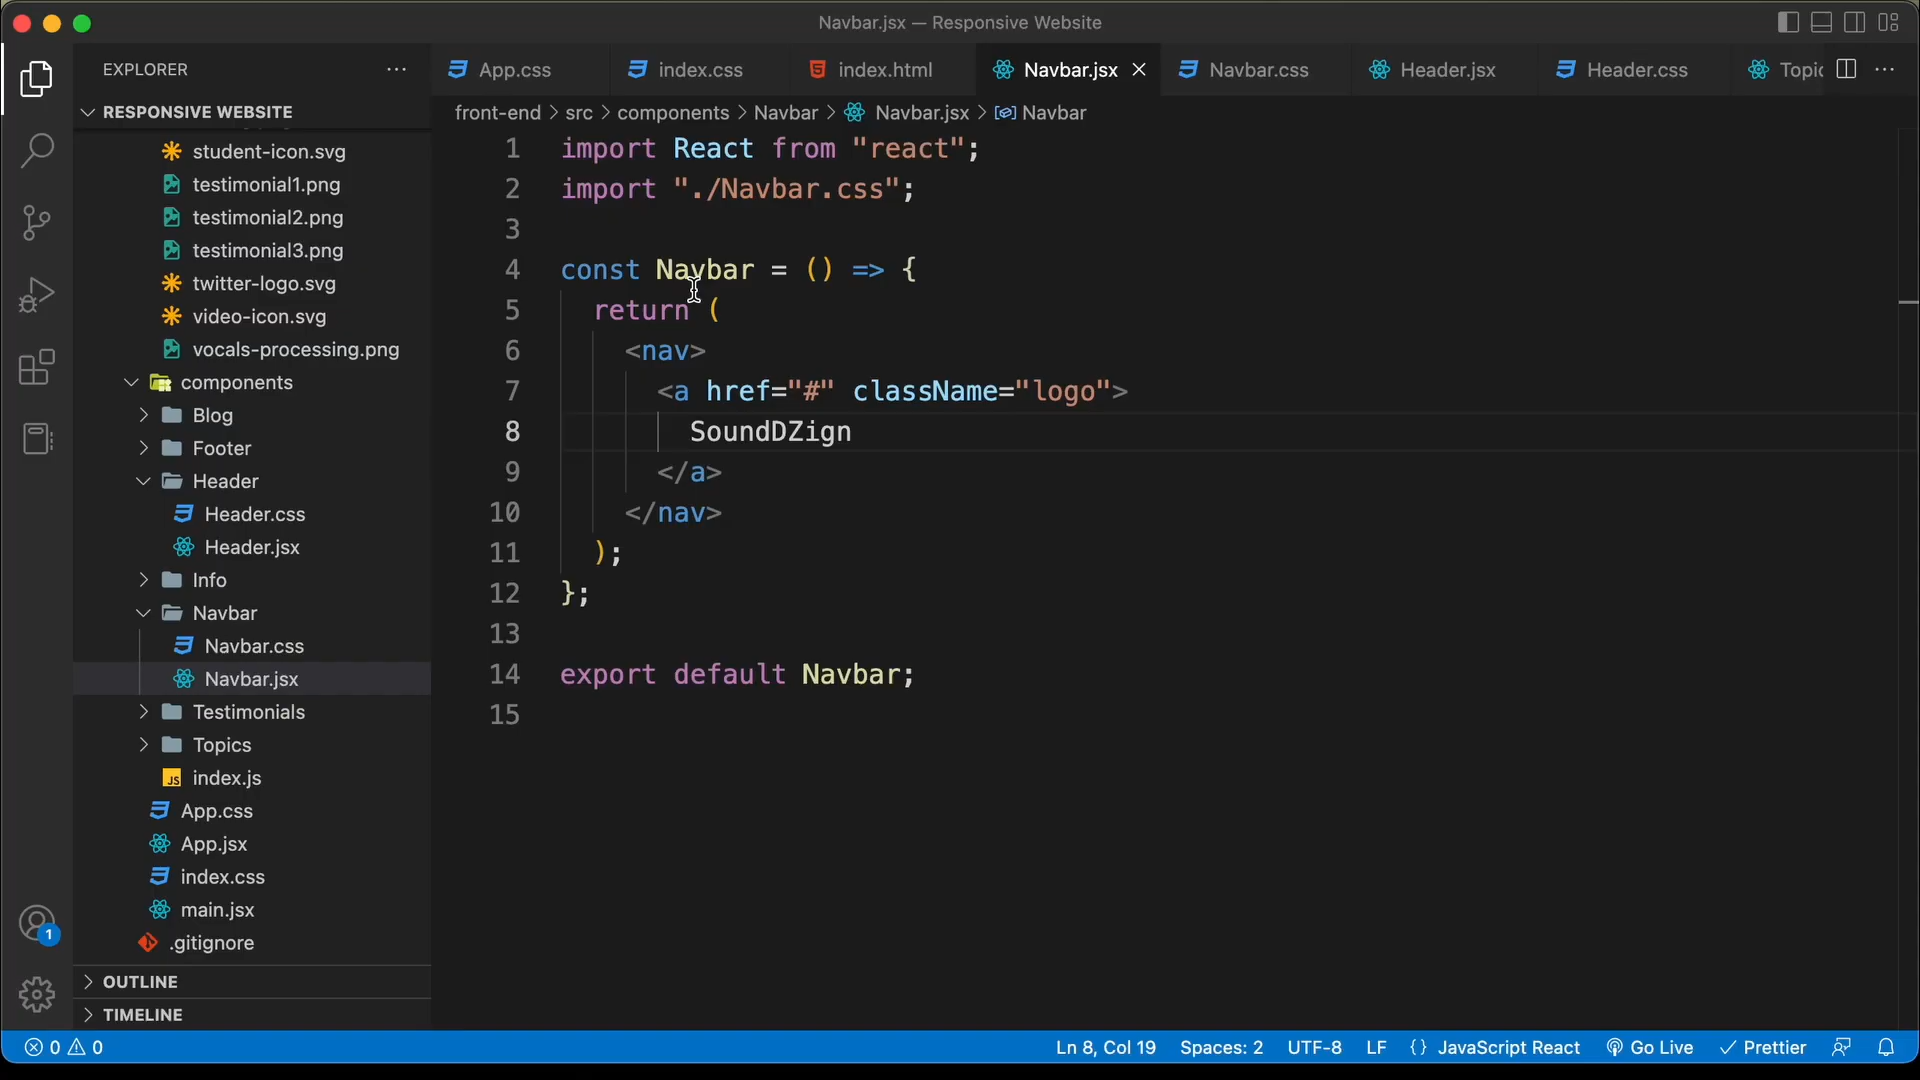 Navbar.jsx — Responsive Website
EXPLORER
App.css
index.css
index.html
Navbar.jsx
Navbar.css
Header.jsx
Header.css
Topic
RESPONSIVE WEBSITE
front-end > src > components > Navbar > Navbar.jsx > Navbar
student-icon.svg
testimonial1.png
testimonial2.png
testimonial3.png
twitter-logo.svg
video-icon.svg
vocals-processing.png
components
Blog
Footer
Header
Header.css
Header.jsx
Info
Navbar
Navbar.css
Navbar.jsx
Testimonials
Topics
JS index.js
App.css
App.jsx
index.css
main.jsx
.gitignore
OUTLINE
TIMELINE
1 import React from "react";
2 import "./Navbar.css";
3
4 const Navbar = () => {
5 return (
6 <nav>
7 <a href="#" className="logo">
8 SoundDZign
9 </a>
10 </nav>
11 );
12 };
13
14 export default Navbar;
15
1
0 0
Ln 8, Col 19
Spaces: 2
UTF-8
LF
{} JavaScript React
Go Live
Prettier